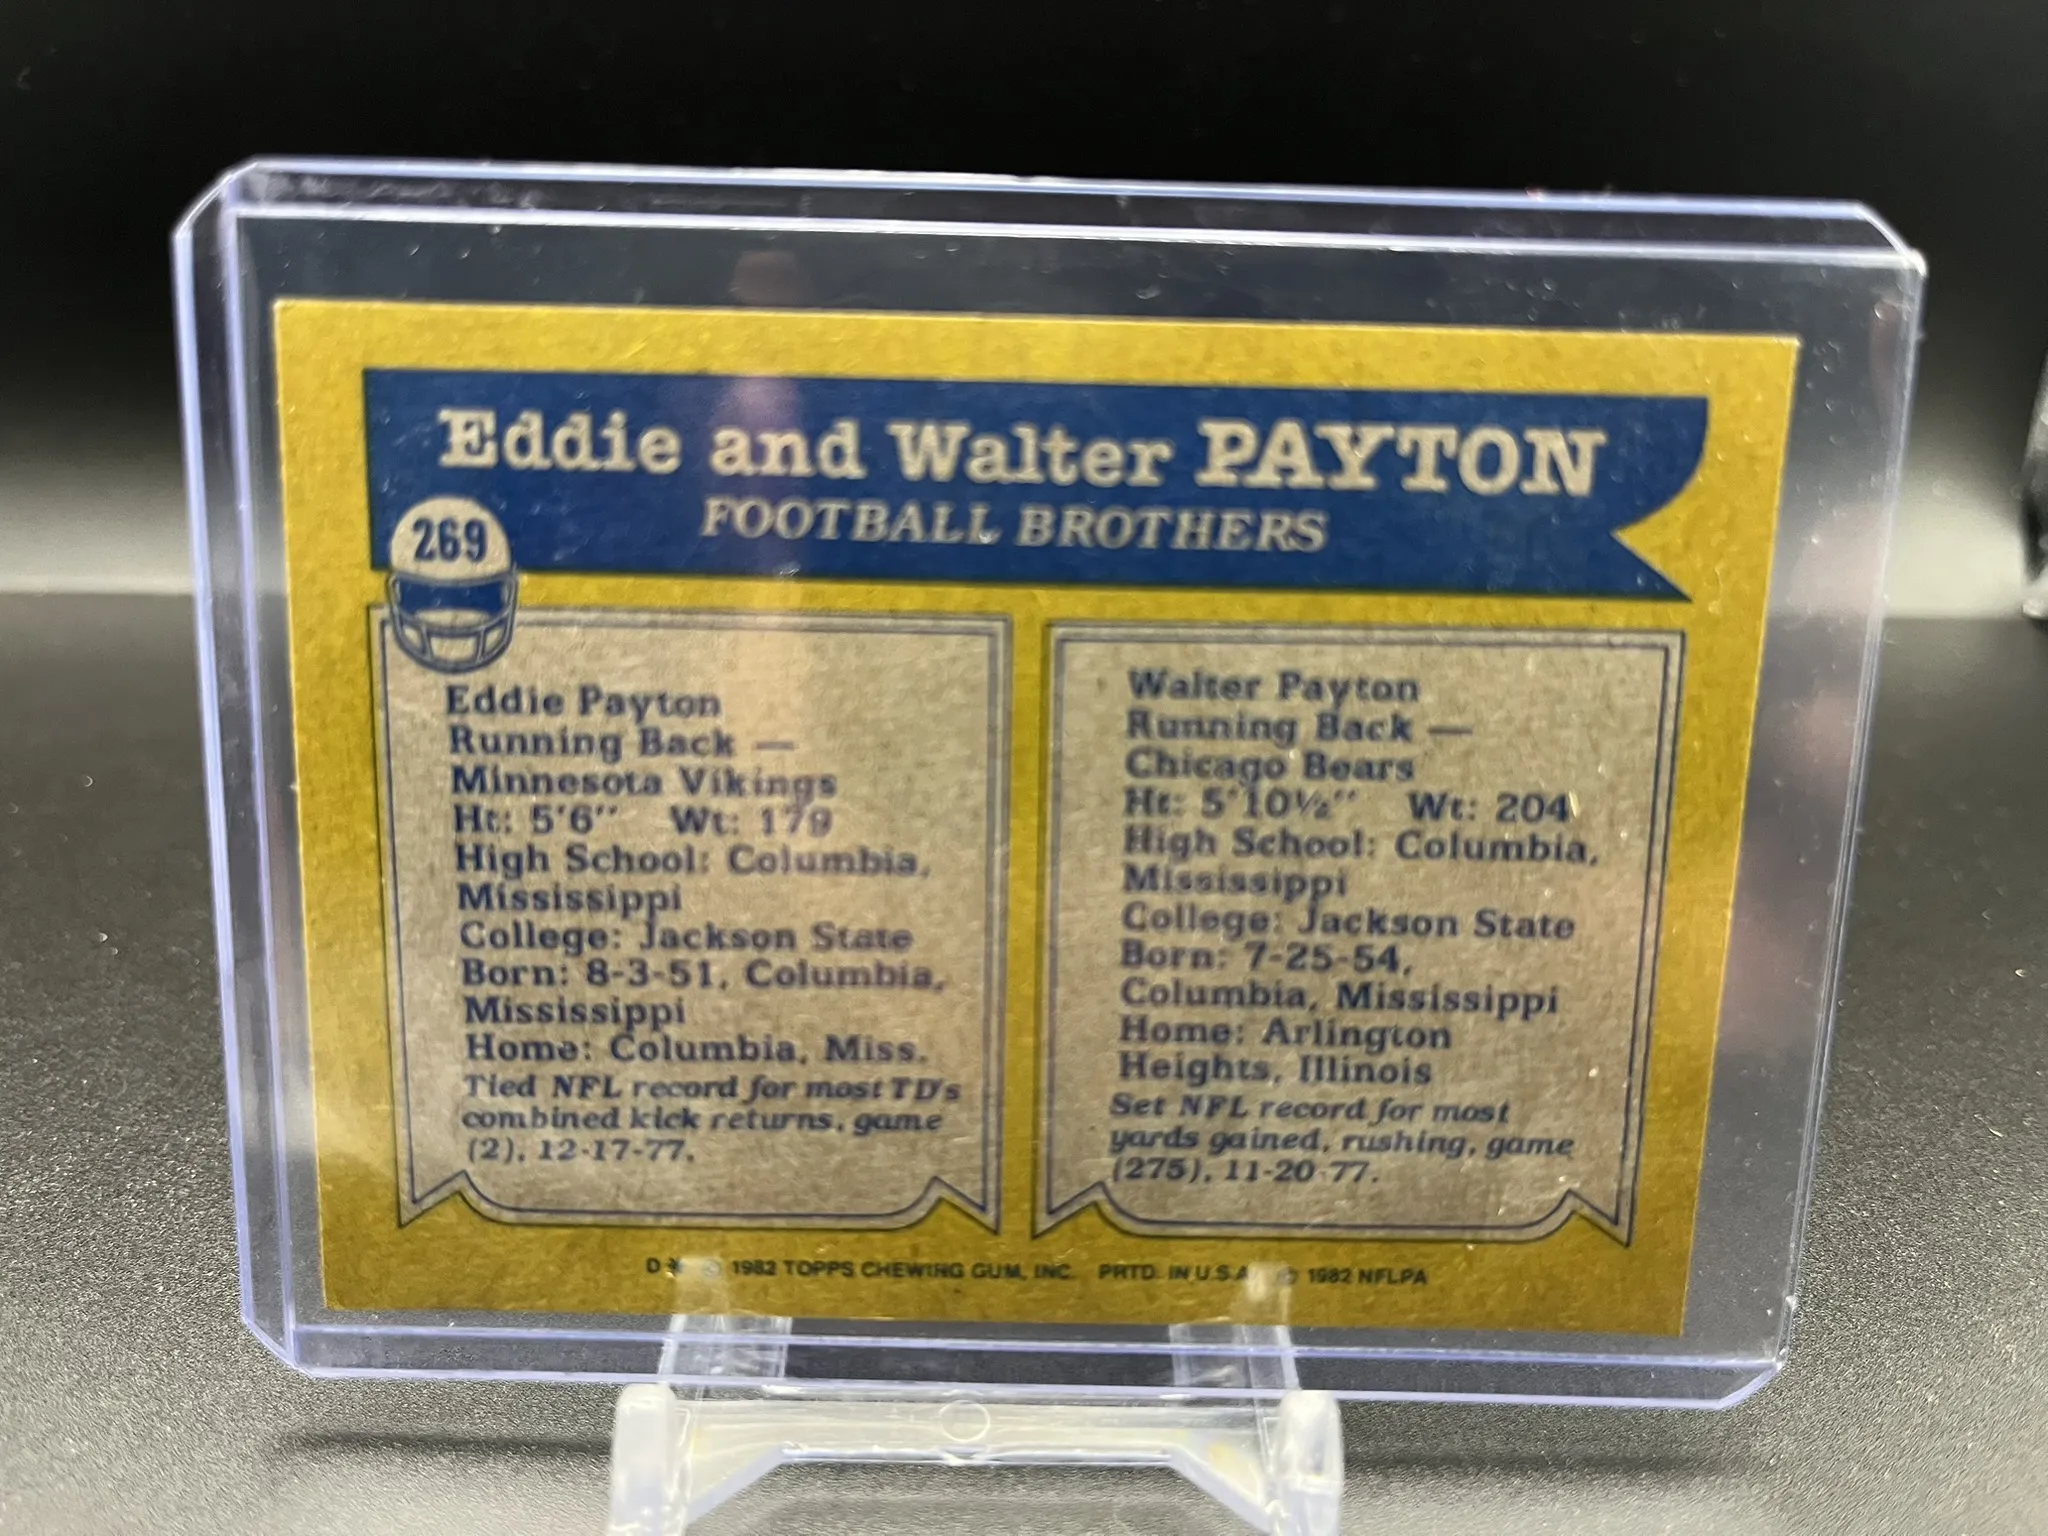 Eddie and Walter PAYTON
FOOTBALL BROTHERS
269
Eddie Payton
Running Back —
Minnesota Vikings
Ht: 5'6" Wt: 179
High School: Columbia,
Mississippi
College: Jackson State
Born: 8-3-51, Columbia,
Mississippi
Home: Columbia, Miss.
Tied NFL record for most TD's
combined kick returns, game
(2), 12-17-77.
Walter Payton
Running Back —
Chicago Bears
Ht: 5'10½" Wt: 204
High School: Columbia,
Mississippi
College: Jackson State
Born: 7-25-54,
Columbia, Mississippi
Home: Arlington
Heights, Illinois
Set NFL record for most
yards gained, rushing, game
(275), 11-20-77.
D* © 1982 TOPPS CHEWING GUM, INC. PRTD. IN U.S.A. © 1982 NFLPA